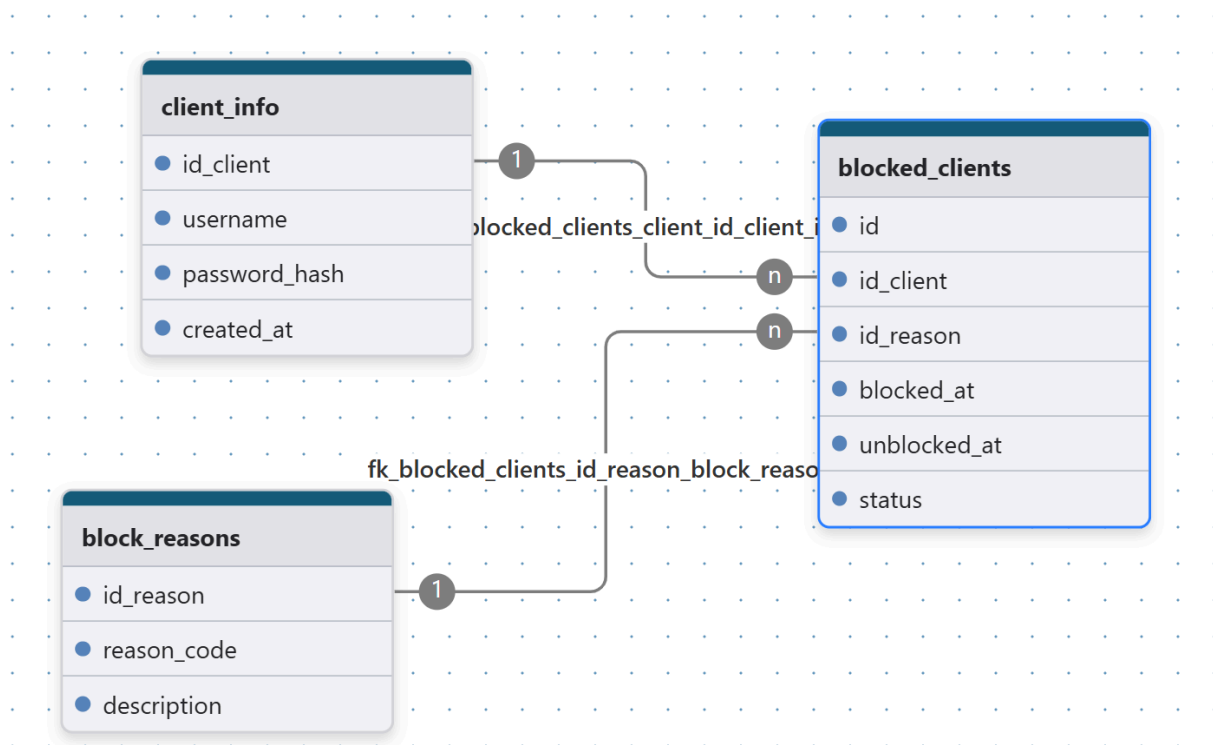 client_info
id_client
username
password_hash
created_at
1
blocked_clients_client_id_client_i
n
blocked_clients
id
id_client
id_reason
blocked_at
unblocked_at
status
n
fk_blocked_clients_id_reason_block_reaso
1
block_reasons
id_reason
reason_code
description